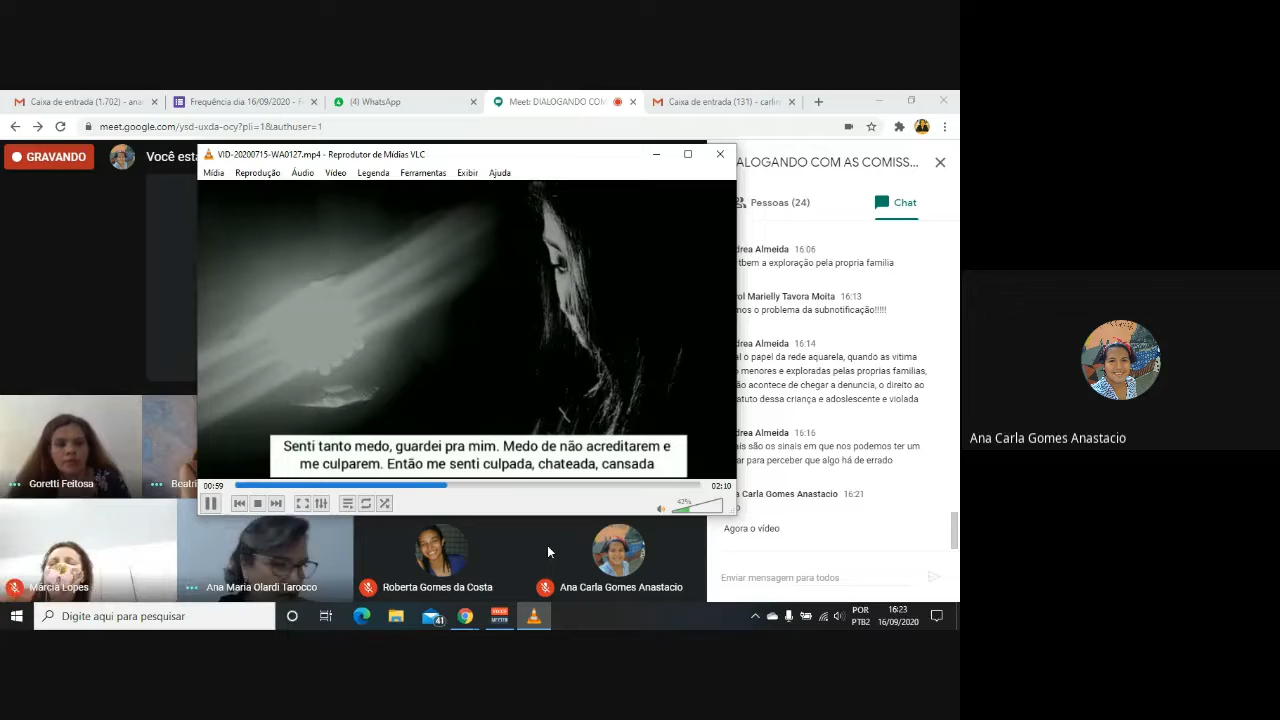 Caixa de entrada (1.702) - ana
Frequência dia 16/09/2020 - F
(4) WhatsApp
Meet: DIALOGANDO COM
Caixa de entrada (131) - carlin
meet.google.com/ysd-uxda-ocy?pli=1&authuser=1
GRAVANDO
Você está
VID-20200715-WA0127.mp4 - Reprodutor de Mídias VLC
Mídia Reprodução Áudio Vídeo Legenda Ferramentas Exibir Ajuda
ALOGANDO COM AS COMISS...
Pessoas (24)
Chat
drea Almeida 16:06
tbem a exploração pela propria familia
ol Marielly Tavora Moita 16:13
mos o problema da subnotificação!!!!!
drea Almeida 16:14
al o papel da rede aquarela, quando as vitima
o menores e exploradas pelas proprias familias,
ão acontece de chegar a denuncia, o direito ao
atuto dessa criança e adoslescente e violada
drea Almeida 16:16
ais são os sinais em que nos podemos ter um
ar para perceber que algo há de errado
a Carla Gomes Anastacio 16:21
Agora o vídeo
Enviar mensagem para todos
Senti tanto medo, guardei pra mim. Medo de não acreditarem e
me culparem. Então me senti culpada, chateada, cansada
00:59
02:10
42%
Goretti Feitosa
Beatri
Márcia Lopes
Ana Maria Olardi Tarocco
Roberta Gomes da Costa
Ana Carla Gomes Anastacio
Ana Carla Gomes Anastacio
Digite aqui para pesquisar
41
POR
PTB2
16:23
16/09/2020